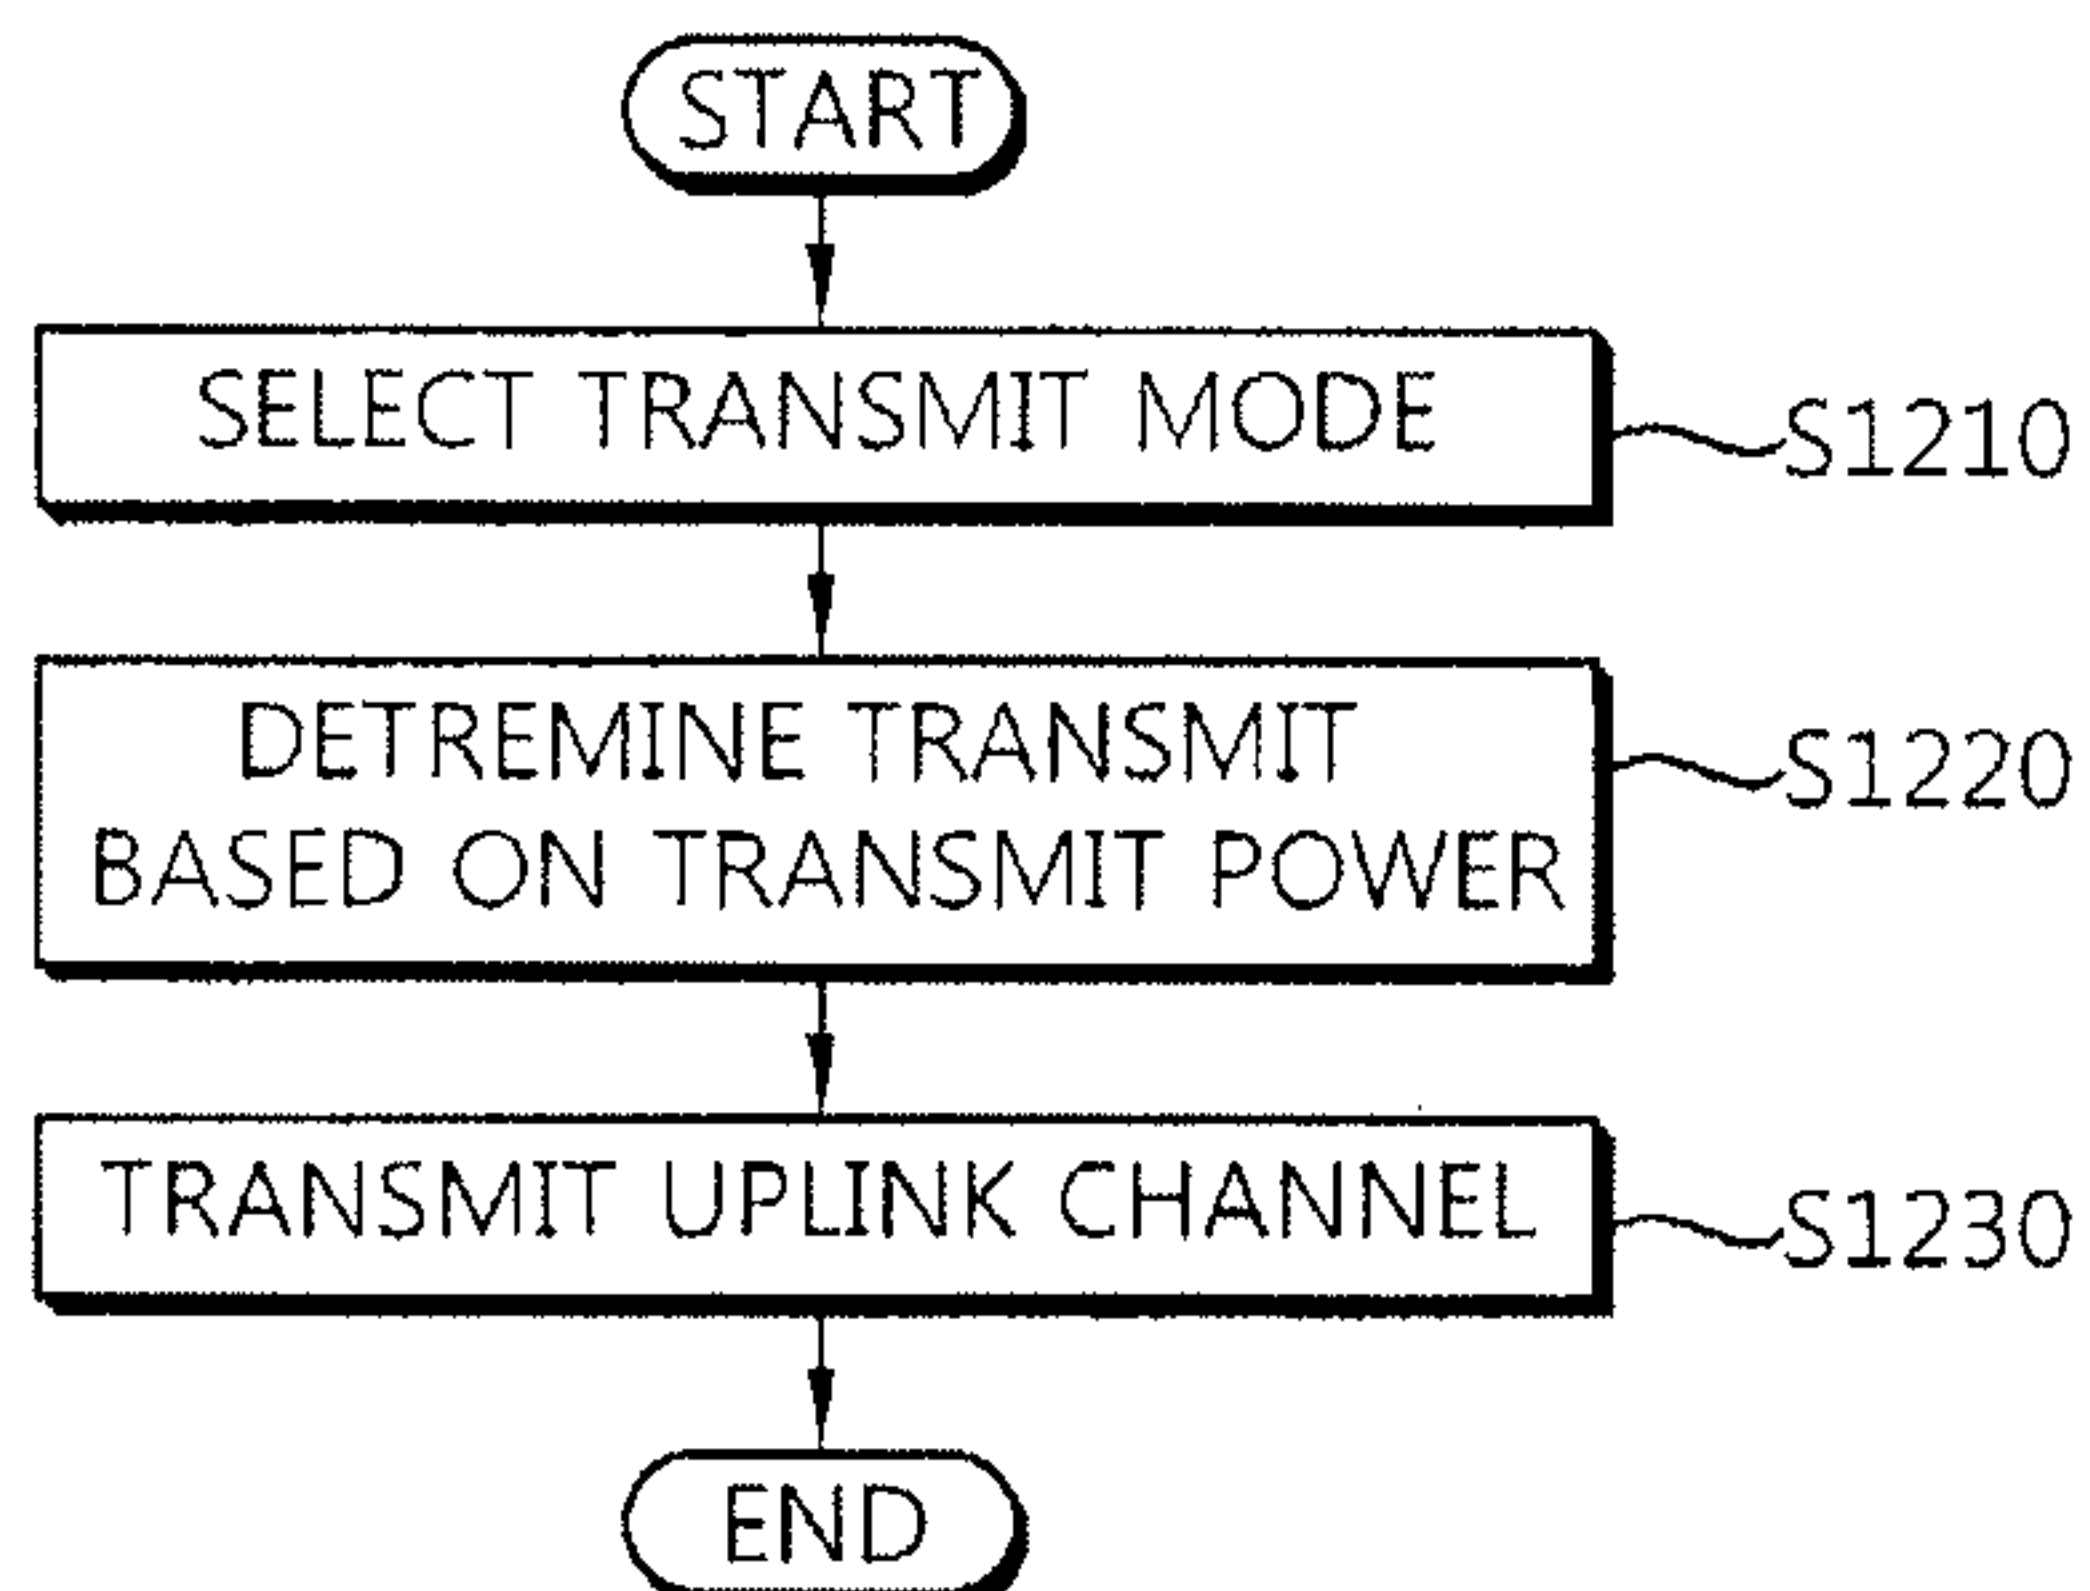 START
SELECT TRANSMIT MODE
S1210
DETREMINE TRANSMIT
BASED ON TRANSMIT POWER
S1220
TRANSMIT UPLINK CHANNEL
S1230
END